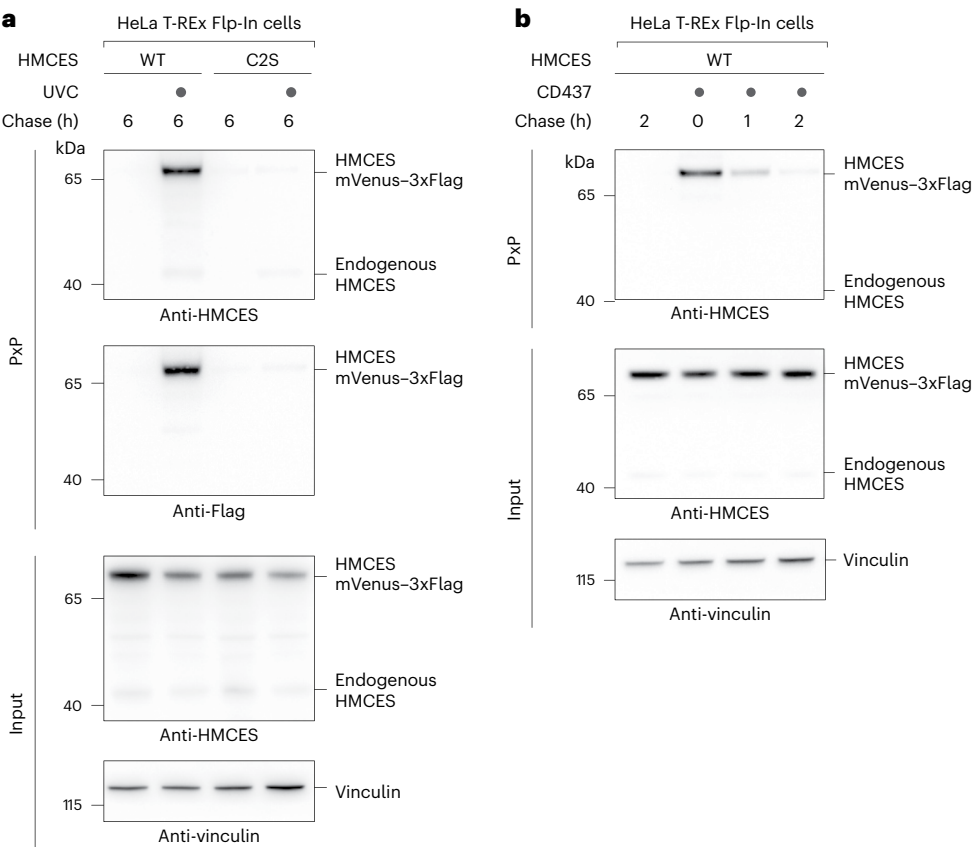 a
HeLa T-REx Flp-In cells
HMCES WT C2S
UVC ● ●
Chase (h) 6 6 6 6
kDa
65
40
HMCES
mVenus–3xFlag
Endogenous
HMCES
Anti-HMCES
PxP
65
40
HMCES
mVenus–3xFlag
Anti-Flag
65
40
HMCES
mVenus–3xFlag
Endogenous
HMCES
Anti-HMCES
Input
115
Vinculin
Anti-vinculin
b
HeLa T-REx Flp-In cells
HMCES WT
CD437 ● ● ●
Chase (h) 2 0 1 2
kDa
65
40
HMCES
mVenus–3xFlag
Endogenous
HMCES
Anti-HMCES
PxP
65
40
HMCES
mVenus–3xFlag
Endogenous
HMCES
Anti-HMCES
Input
15
Vinculin
Anti-vinculin